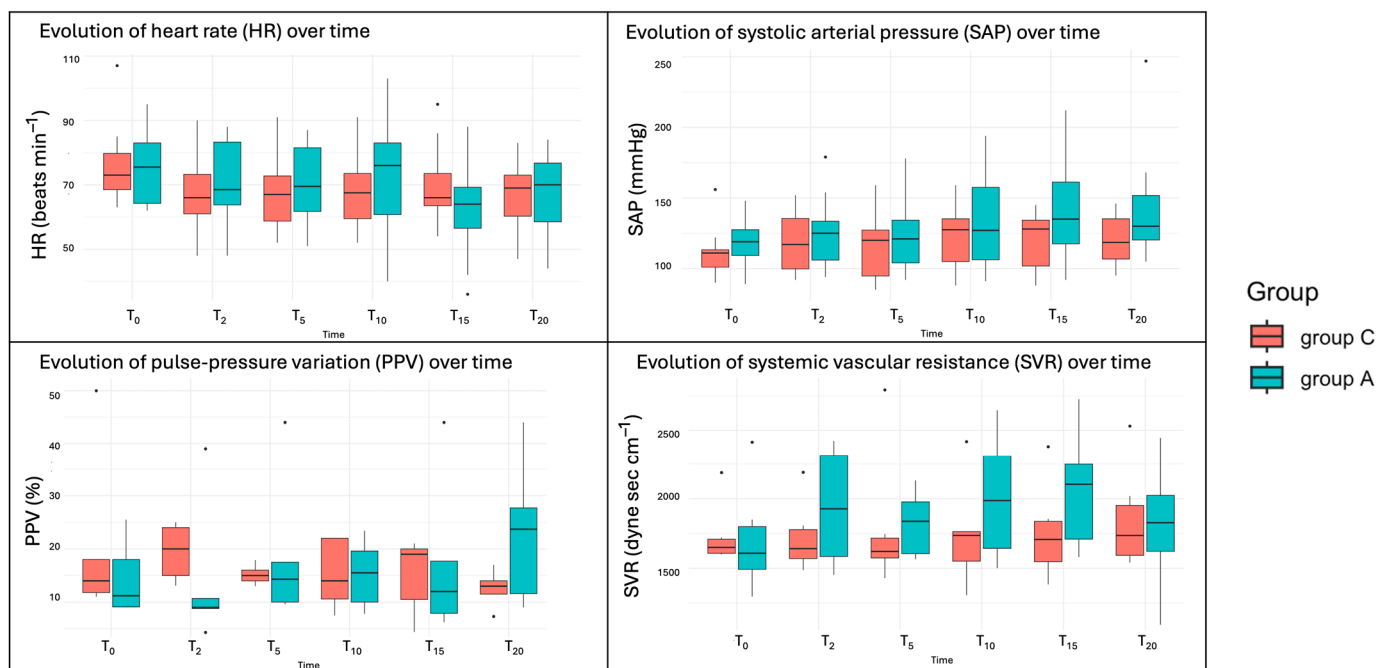 Evolution of heart rate (HR) over time
110
90
70
50
HR (beats min⁻¹)
T₀ T₂ T₅ T₁₀ T₁₅ T₂₀
Time
Evolution of systolic arterial pressure (SAP) over time
250
200
150
100
SAP (mmHg)
T₀ T₂ T₅ T₁₀ T₁₅ T₂₀
Time
Evolution of pulse-pressure variation (PPV) over time
50
40
30
20
10
PPV (%)
T₀ T₂ T₅ T₁₀ T₁₅ T₂₀
Time
Evolution of systemic vascular resistance (SVR) over time
2500
2000
1500
SVR (dyne sec cm⁻¹)
T₀ T₂ T₅ T₁₀ T₁₅ T₂₀
Time
Group
group C
group A